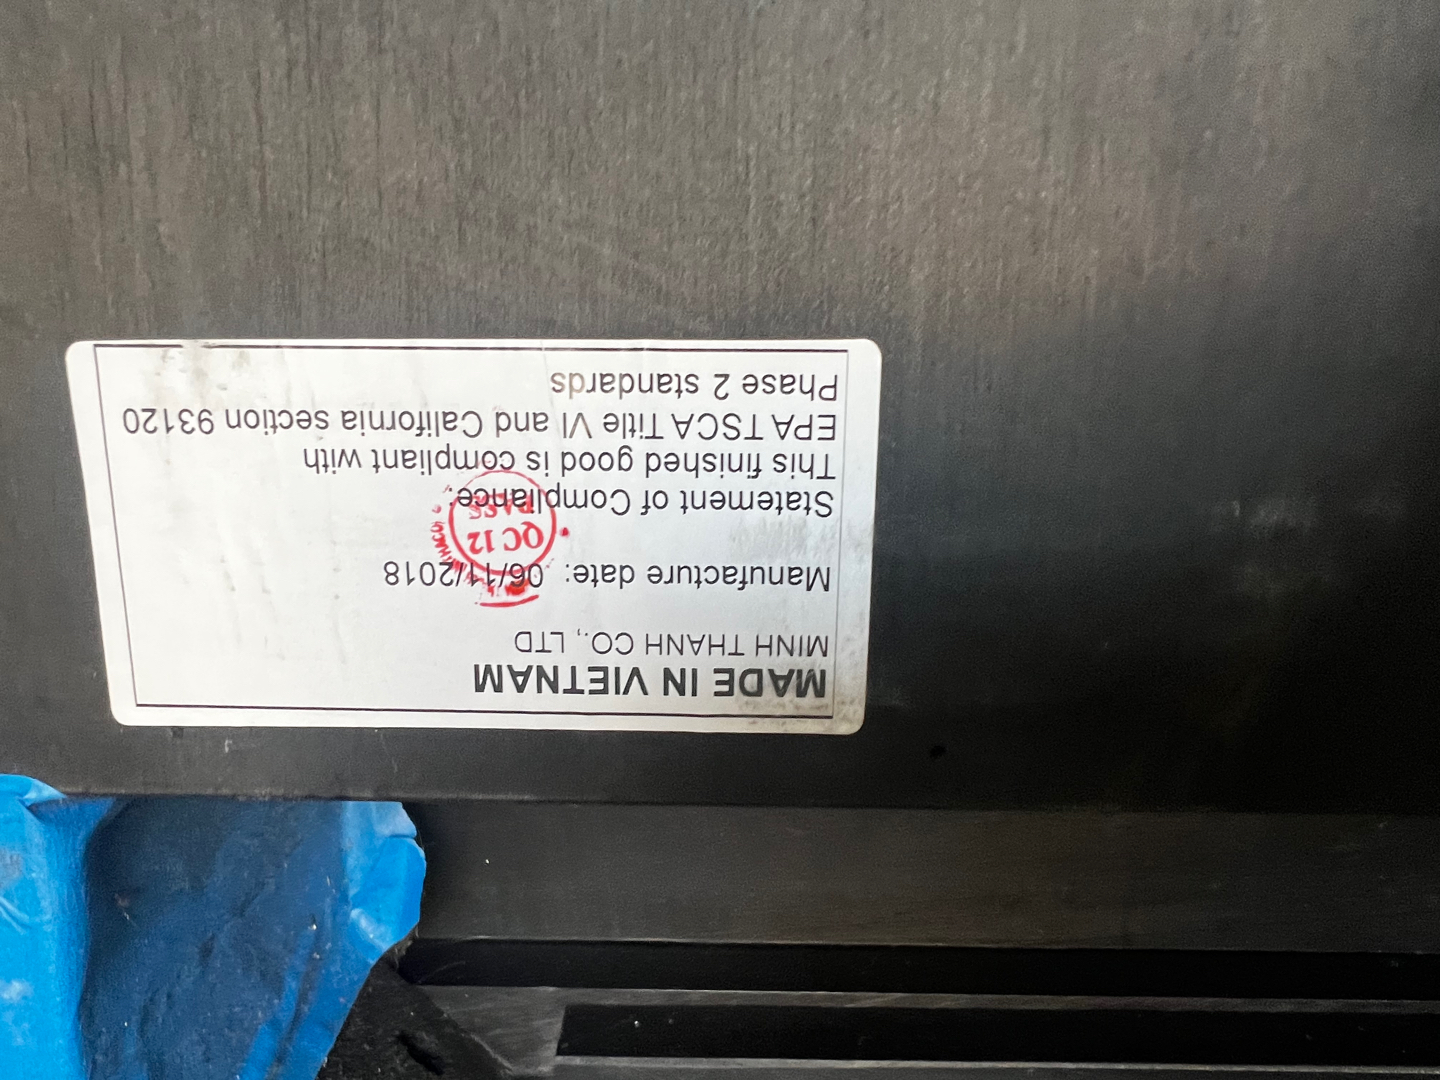 MADE IN VIETNAM
MINH THANH CO., LTD
Manufacture date: 06/11/2018
QC 12
PASS
Statement of Compliance:
This finished good is compliant with
EPA TSCA Title VI and California section 93120
Phase 2 standards